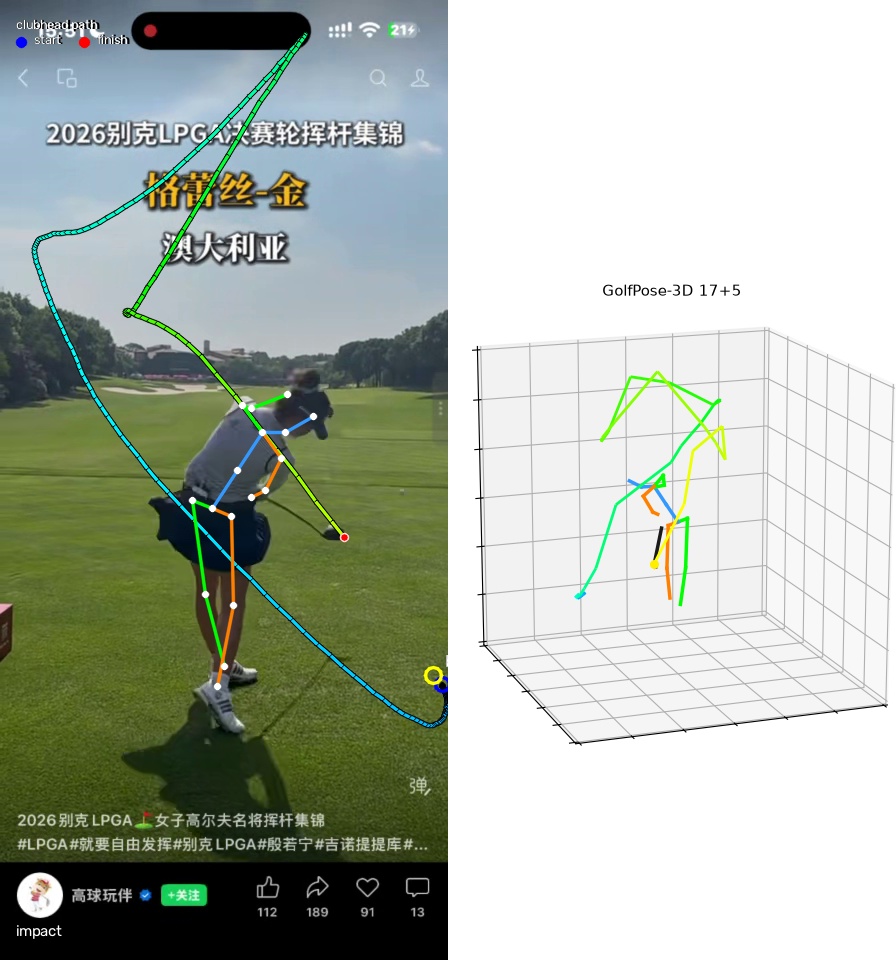 clubhead path
start finish
15:51
21
2026别克LPGA决赛轮挥杆集锦
格蕾丝-金
澳大利亚
GolfPose-3D 17+5
弹
2026别克LPGA⛳女子高尔夫名将挥杆集锦
#LPGA#就要自由发挥#别克LPGA#殷若宁#吉诺提提库#...
高球玩伴
+关注
112
189
91
13
impact